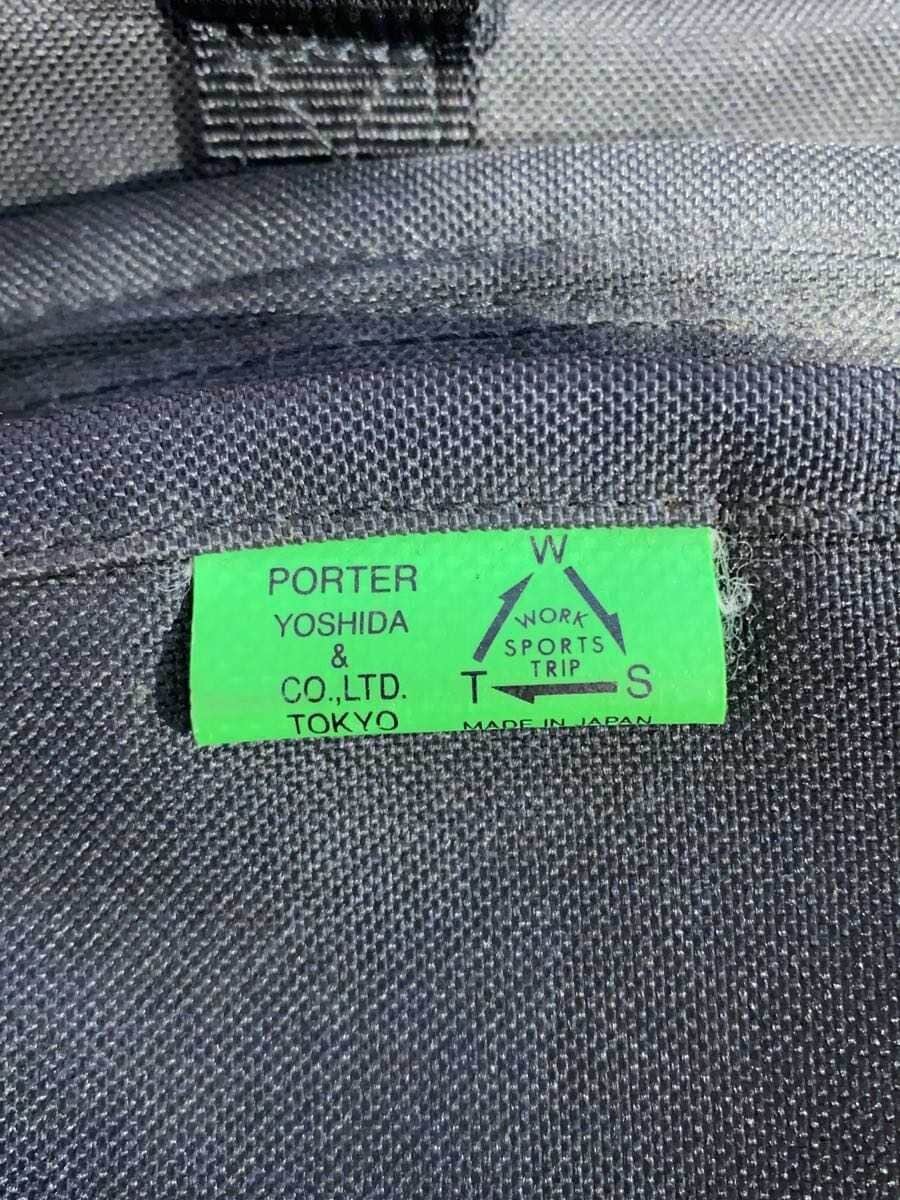 PORTER
YOSHIDA
&
CO.,LTD.
TOKYO
W
WORK
SPORTS
TRIP
T
S
MADE IN JAPAN